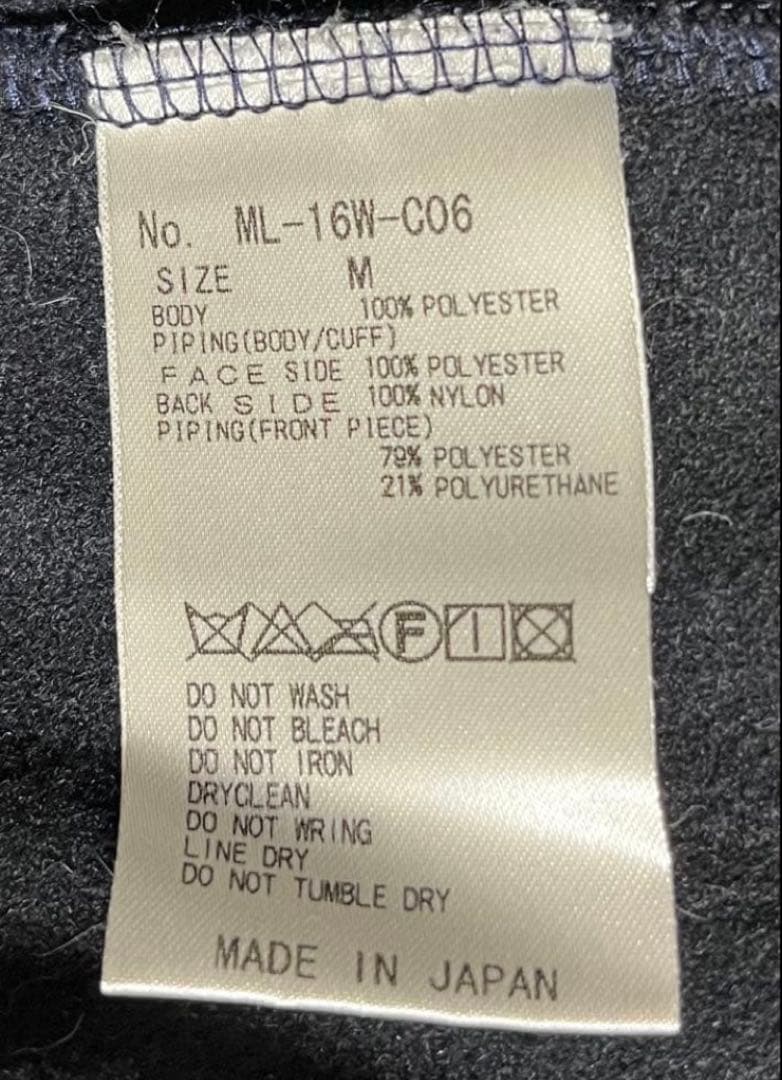 No. ML-16W-C06
SIZE M
BODY 100% POLYESTER
PIPING(BODY/CUFF)
FACE SIDE 100% POLYESTER
BACK SIDE 100% NYLON
PIPING(FRONT PIECE)
79% POLYESTER
21% POLYURETHANE
F
DO NOT WASH
DO NOT BLEACH
DO NOT IRON
DRYCLEAN
DO NOT WRING
LINE DRY
DO NOT TUMBLE DRY
MADE IN JAPAN